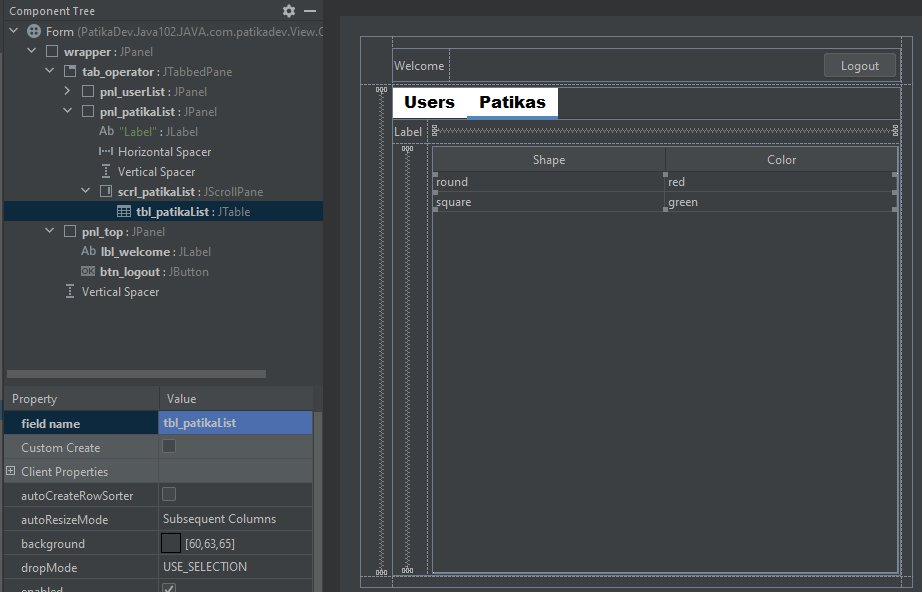 Component Tree
Form (PatikaDev.Java102.JAVA.com.patikadev.View.
wrapper : JPanel
tab_operator : JTabbedPane
pnl_userList : JPanel
pnl_patikaList : JPanel
Ab "Label" : JLabel
Horizontal Spacer
Vertical Spacer
scrl_patikaList : JScrollPane
tbl_patikaList : JTable
pnl_top : JPanel
Ab lbl_welcome : JLabel
OK btn_logout : JButton
Vertical Spacer
Property Value
field name tbl_patikaList
Custom Create
Client Properties
autoCreateRowSorter
autoResizeMode Subsequent Columns
background [60,63,65]
dropMode USE_SELECTION
enabled
Welcome Logout
Users Patikas
Label
Shape Color
round red
square green